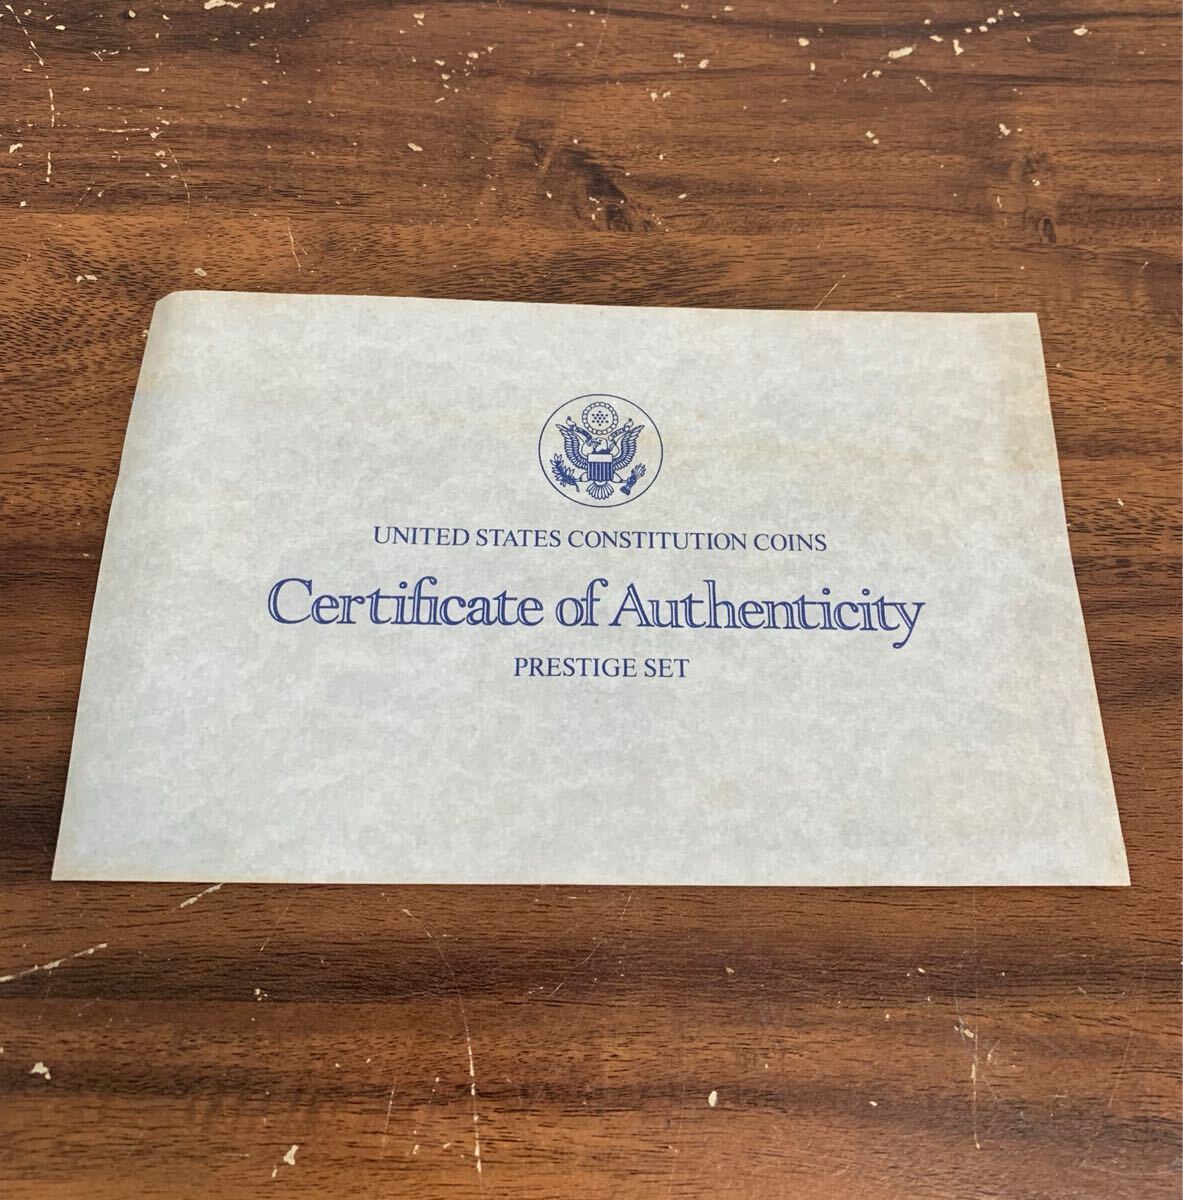 UNITED STATES CONSTITUTION COINS
Certificate of Authenticity
PRESTIGE SET